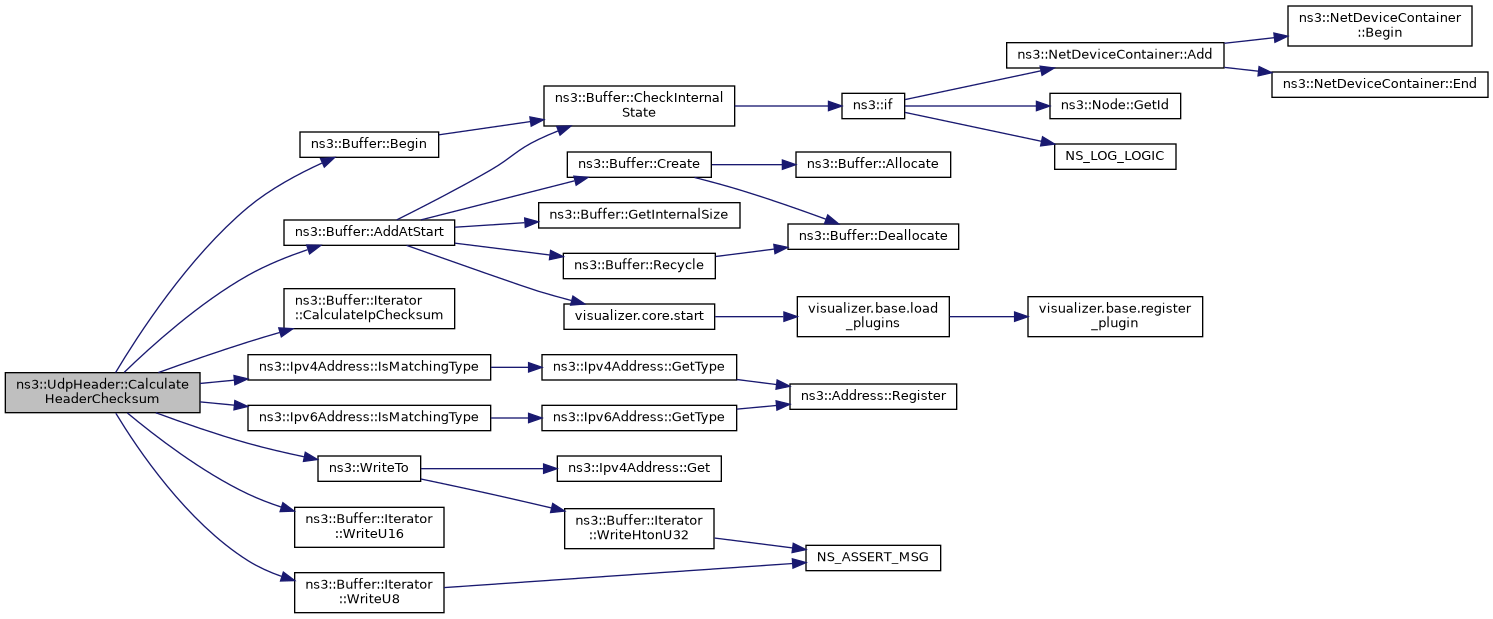 ns3::UdpHeader::Calculate
HeaderChecksum
ns3::Buffer::Begin
ns3::Buffer::AddAtStart
ns3::Buffer::Iterator
::CalculateIpChecksum
ns3::Ipv4Address::IsMatchingType
ns3::Ipv6Address::IsMatchingType
ns3::WriteTo
ns3::Buffer::Iterator
::WriteU16
ns3::Buffer::Iterator
::WriteU8
ns3::Buffer::CheckInternal
State
ns3::Buffer::Create
ns3::Buffer::GetInternalSize
ns3::Buffer::Recycle
visualizer.core.start
ns3::Ipv4Address::GetType
ns3::Ipv6Address::GetType
ns3::Ipv4Address::Get
ns3::Buffer::Iterator
::WriteHtonU32
ns3::if
ns3::Buffer::Allocate
ns3::Buffer::Deallocate
visualizer.base.load
_plugins
ns3::Address::Register
NS_ASSERT_MSG
ns3::NetDeviceContainer::Add
ns3::Node::GetId
NS_LOG_LOGIC
visualizer.base.register
_plugin
ns3::NetDeviceContainer
::Begin
ns3::NetDeviceContainer::End